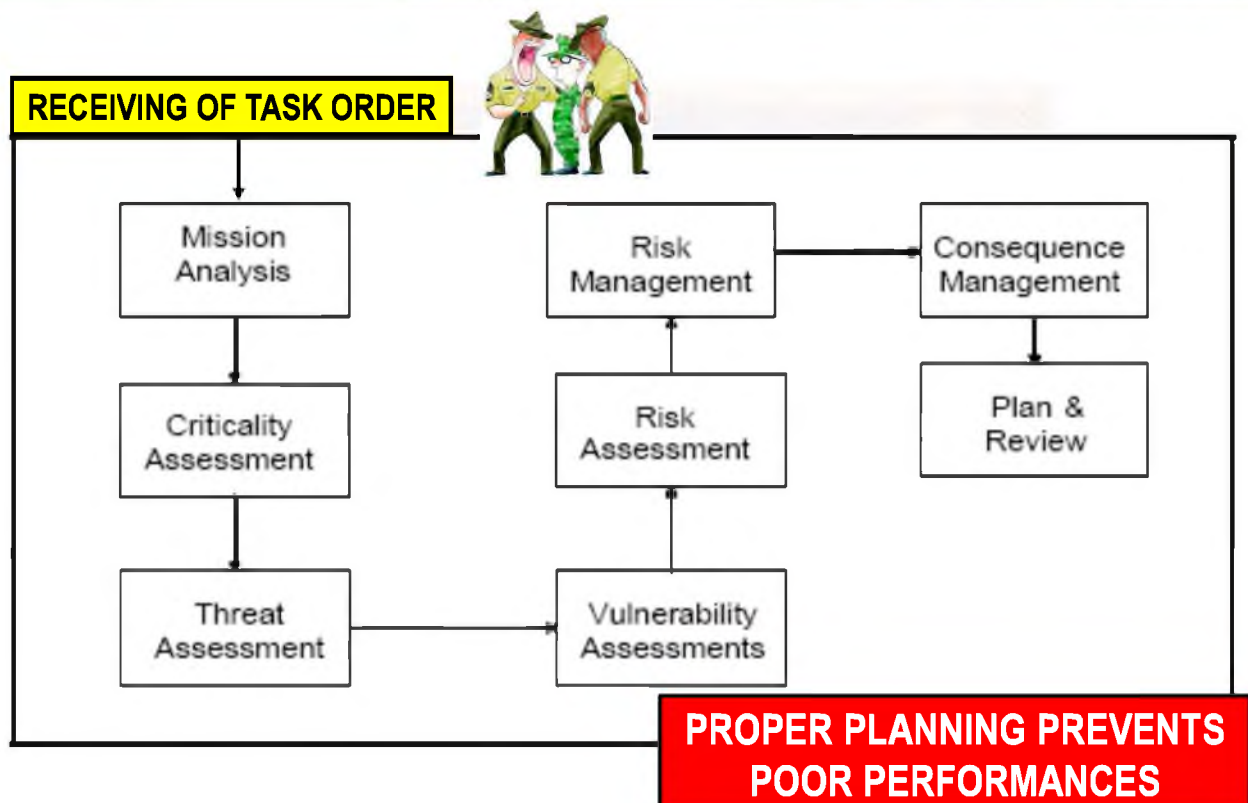 RECEIVING OF TASK ORDER
Mission
Analysis
Criticality
Assessment
Threat
Assessment
Vulnerability
Assessments
Risk
Assessment
Risk
Management
Consequence
Management
Plan &
Review
PROPER PLANNING PREVENTS
POOR PERFORMANCES